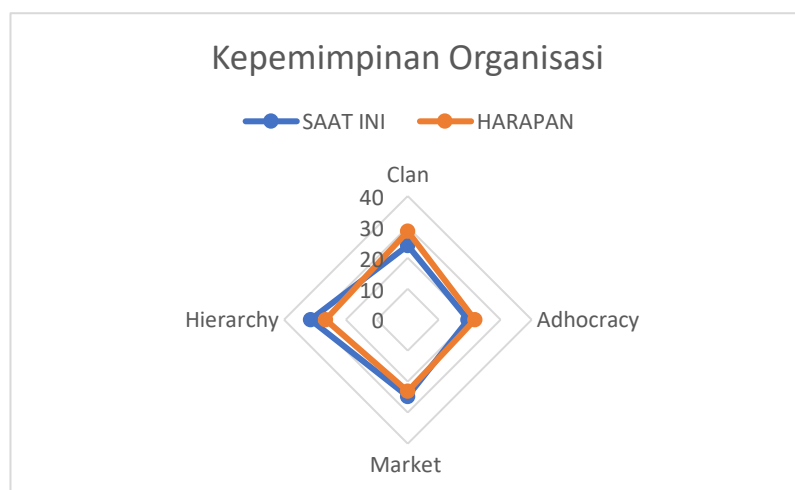 Kepemimpinan Organisasi
SAAT INI HARAPAN
Clan
40
30
20
10
0
Hierarchy
Adhocracy
Market